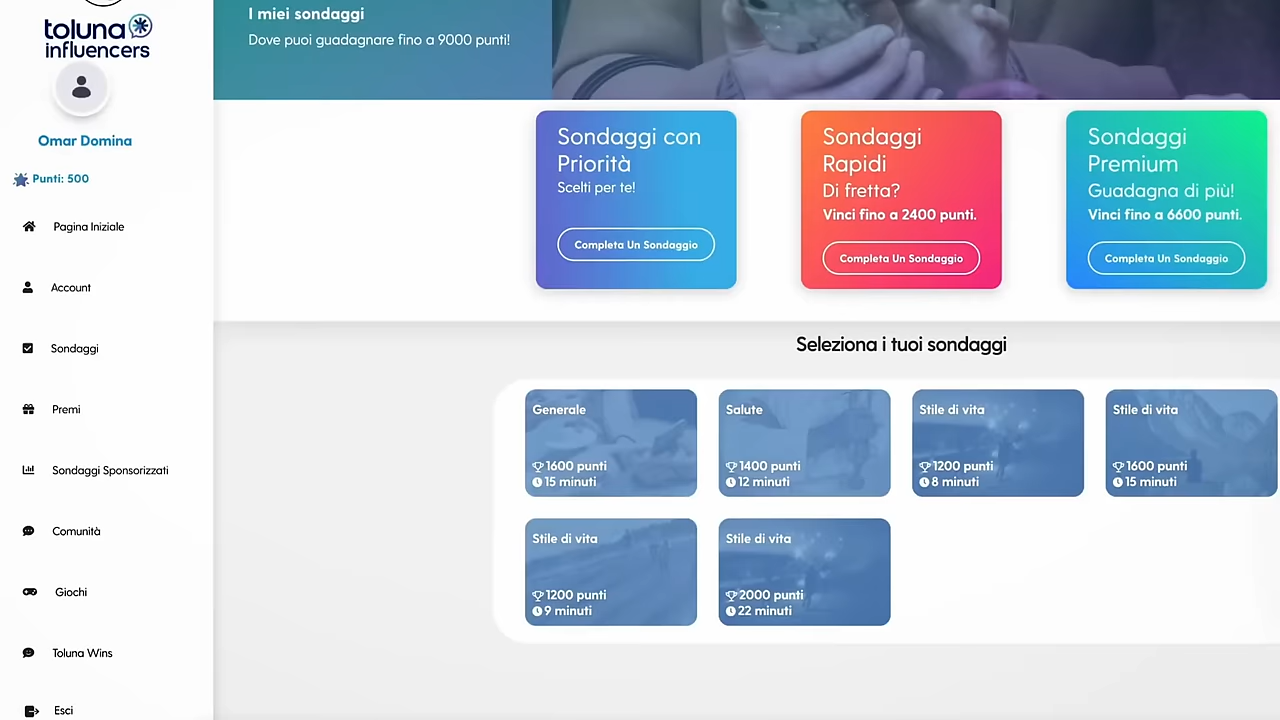 toluna
influencers
Omar Domina
Punti: 500
Pagina Iniziale
Account
Sondaggi
Premi
Sondaggi Sponsorizzati
Comunità
Giochi
Toluna Wins
Esci
I miei sondaggi
Dove puoi guadagnare fino a 9000 punti!
Sondaggi con
Priorità
Scelti per te!
Completa Un Sondaggio
Sondaggi
Rapidi
Di fretta?
Vinci fino a 2400 punti.
Completa Un Sondaggio
Sondaggi
Premium
Guadagna di più!
Vinci fino a 6600 punti.
Completa Un Sondaggio
Seleziona i tuoi sondaggi
Generale
1600 punti
15 minuti
Salute
1400 punti
12 minuti
Stile di vita
1200 punti
8 minuti
Stile di vita
1600 punti
15 minuti
Stile di vita
1200 punti
9 minuti
Stile di vita
2000 punti
22 minuti